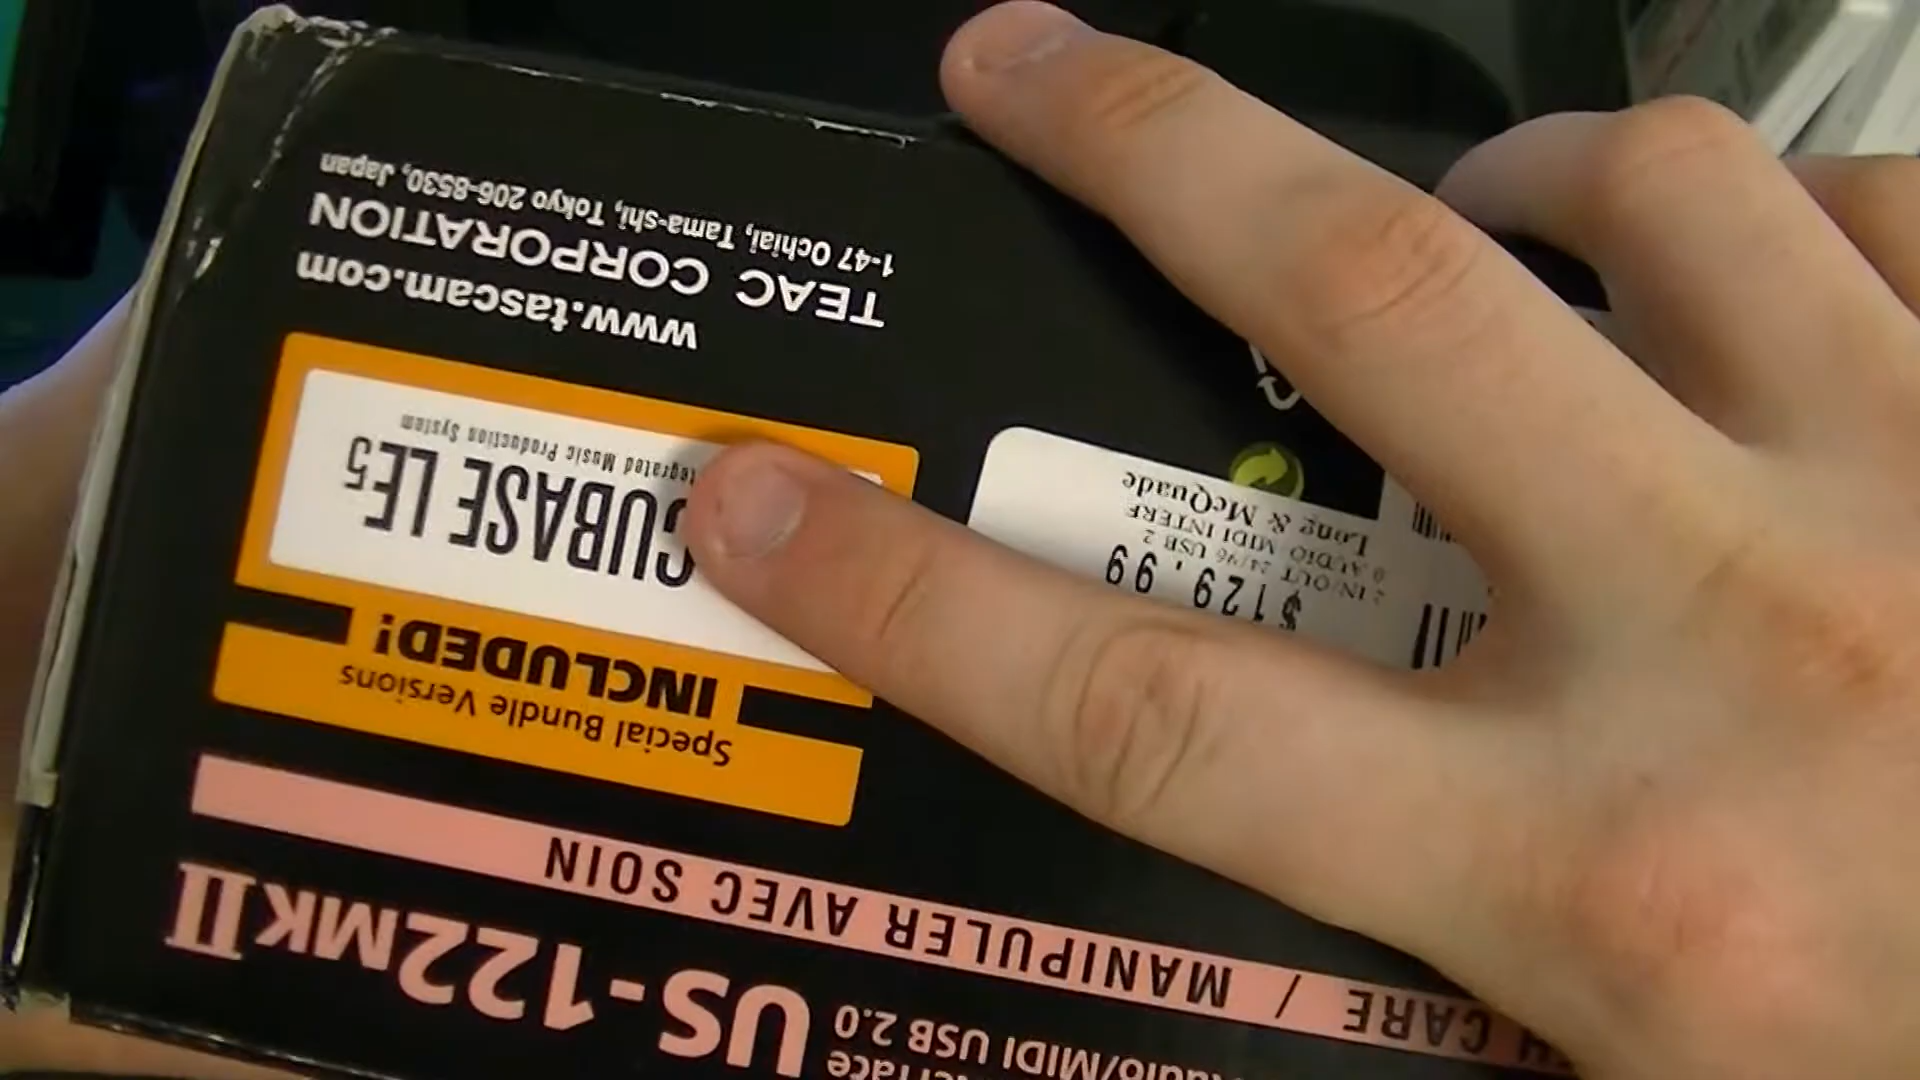 Audio/MIDI USB 2.0
US-122MKII
CARE / MANIPULER AVEC SOIN
Special Bundle Versions
INCLUDED!
CUBASE LE5
Music Production System
www.tascam.com
TEAC CORPORATION
1-47 Ochiai, Tama-shi, Tokyo 206-8530, Japan
$129.99
2 IN/OUT 24/96 USB 2
AUDIO MIDI INTERF
Long & McQuade